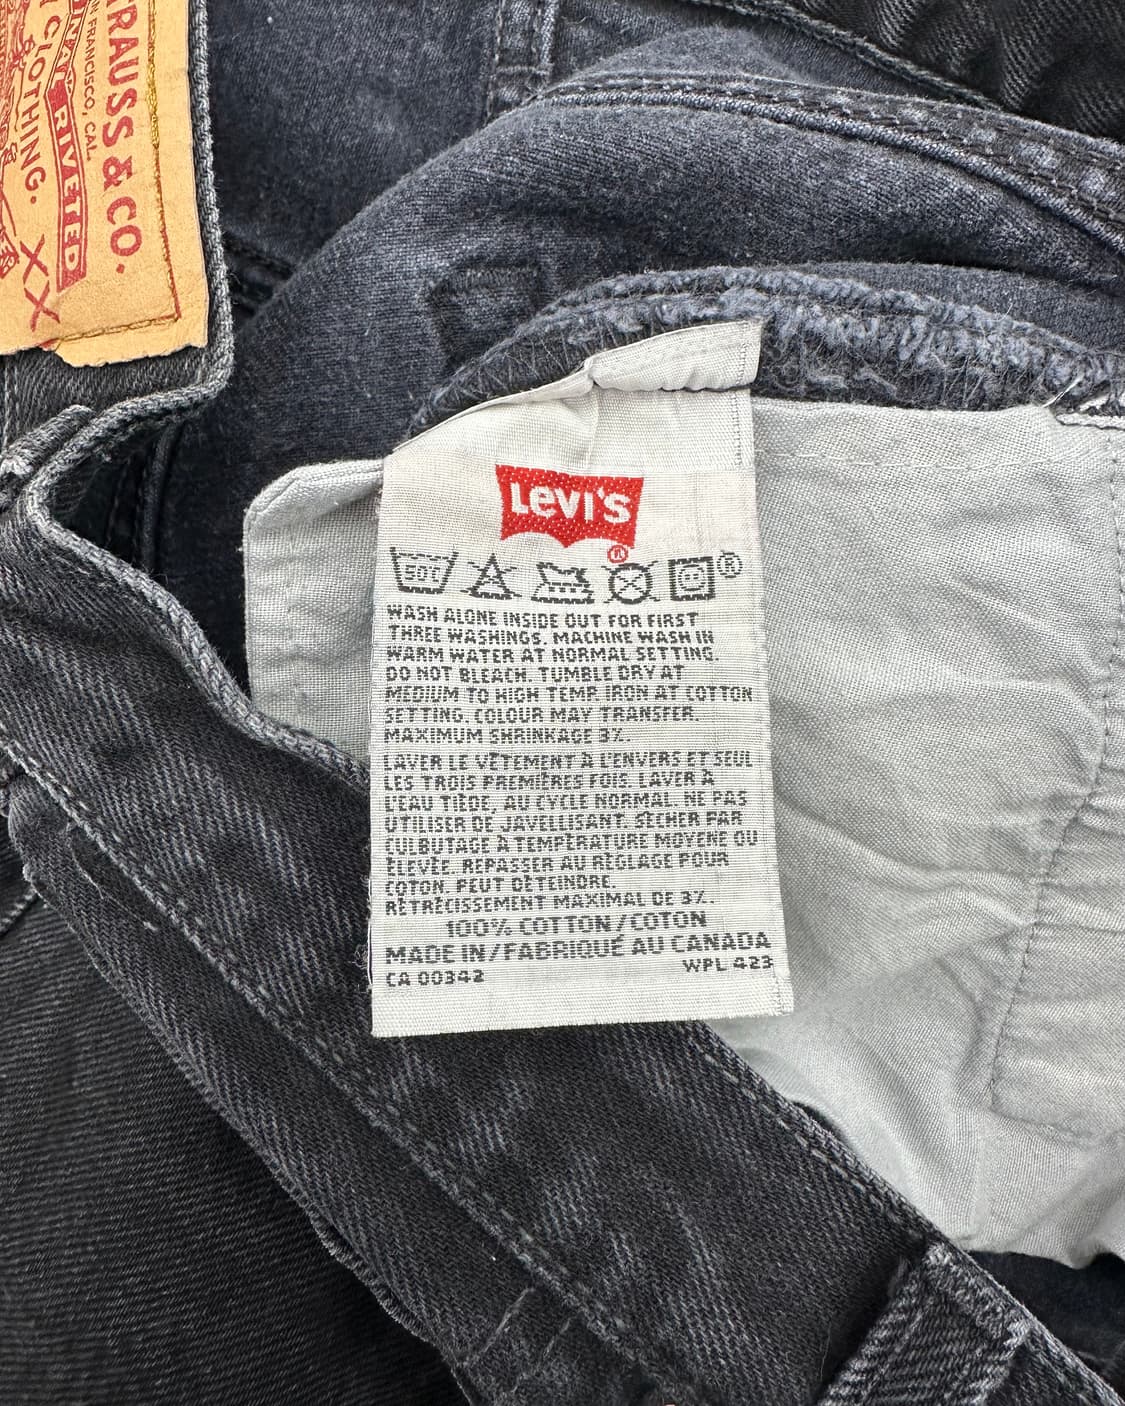 TRAUSS & CO.
N FRANCISCO, CAL.
RIVETED
CLOTHING.
XX
Levi's
®
50C
®
WASH ALONE INSIDE OUT FOR FIRST
THREE WASHINGS. MACHINE WASH IN
WARM WATER AT NORMAL SETTING.
DO NOT BLEACH. TUMBLE DRY AT
MEDIUM TO HIGH TEMP. IRON AT COTTON
SETTING. COLOUR MAY TRANSFER.
MAXIMUM SHRINKAGE 3%.
LAVER LE VÊTEMENT À L'ENVERS ET SEUL
LES TROIS PREMIÈRES FOIS. LAVER À
L'EAU TIÈDE, AU CYCLE NORMAL. NE PAS
UTILISER DE JAVELLISANT. SÉCHER PAR
CULBUTAGE À TEMPÉRATURE MOYENE OU
ÉLEVÉE. REPASSER AU RÉGLAGE POUR
COTON. PEUT DÉTEINDRE.
RÉTRÉCISSEMENT MAXIMAL DE 3%.
100% COTTON/COTON
MADE IN/FABRIQUÉ AU CANADA
CA 00342 WPL 423